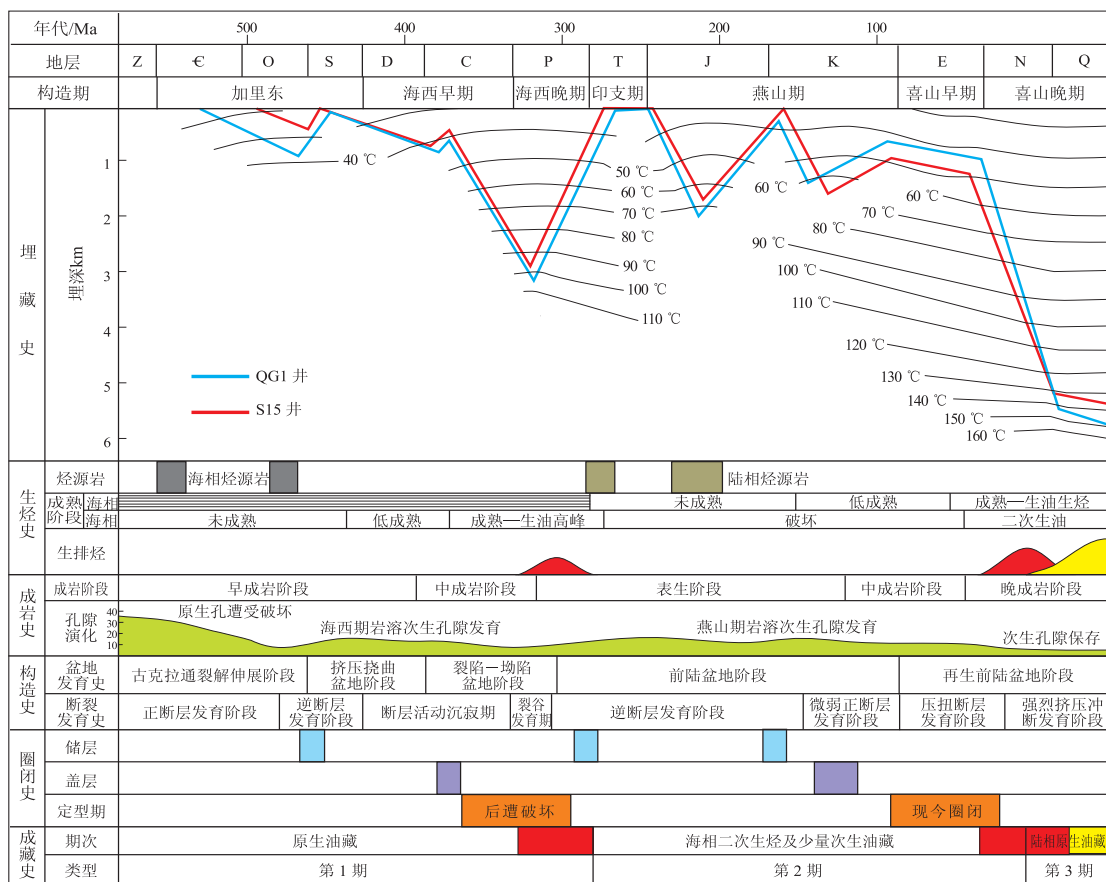 年代/Ma 500 400 300 200 100
地层 Z Є O S D C P T J K E N Q
构造期 加里东 海西早期 海西晚期 印支期 燕山期 喜山早期 喜山晚期
埋藏史
埋深km
1
2
3
4
5
6
40 ℃
50 ℃
60 ℃
70 ℃
80 ℃
90 ℃
100 ℃
110 ℃
60 ℃
60 ℃
70 ℃
80 ℃
90 ℃
100 ℃
110 ℃
120 ℃
130 ℃
140 ℃
150 ℃
160 ℃
QG1 井
S15 井
生烃史
烃源岩 海相烃源岩 陆相烃源岩
成熟阶段
海相 未成熟 低成熟 成熟—生油生烃
海相 未成熟 低成熟 成熟—生油高峰 破坏 二次生油
生排烃
成岩史
成岩阶段 早成岩阶段 中成岩阶段 表生阶段 中成岩阶段 晚成岩阶段
孔隙演化
40
30
20
10
原生孔遭受破坏
海西期岩溶次生孔隙发育 燕山期岩溶次生孔隙发育 次生孔隙保存
构造史
盆地发育史 古克拉通裂解伸展阶段 挤压挠曲盆地阶段 裂陷—坳陷盆地阶段 前陆盆地阶段 再生前陆盆地阶段
断裂发育史 正断层发育阶段 逆断层发育阶段 断层活动沉寂期 裂谷发育期 逆断层发育阶段 微弱正断层发育阶段 压扭断层发育阶段 强烈挤压冲断发育阶段
圈闭史
储层
盖层
定型期 后遭破坏 现今圈闭
成藏史
期次 原生油藏 海相二次生烃及少量次生油藏 陆相原生油藏
类型 第 1 期 第 2 期 第 3 期